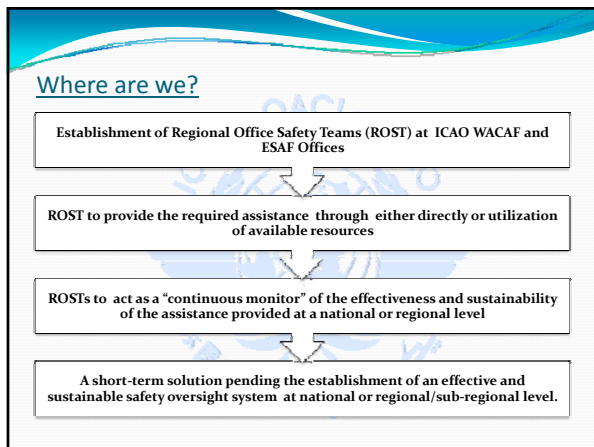 Where are we?
Establishment of Regional Office Safety Teams (ROST) at ICAO WACAF and
ESAF Offices
ROST to provide the required assistance through either directly or utilization
of available resources
ROSTs to act as a “continuous monitor” of the effectiveness and sustainability
of the assistance provided at a national or regional level
A short-term solution pending the establishment of an effective and
sustainable safety oversight system at national or regional/sub-regional level.